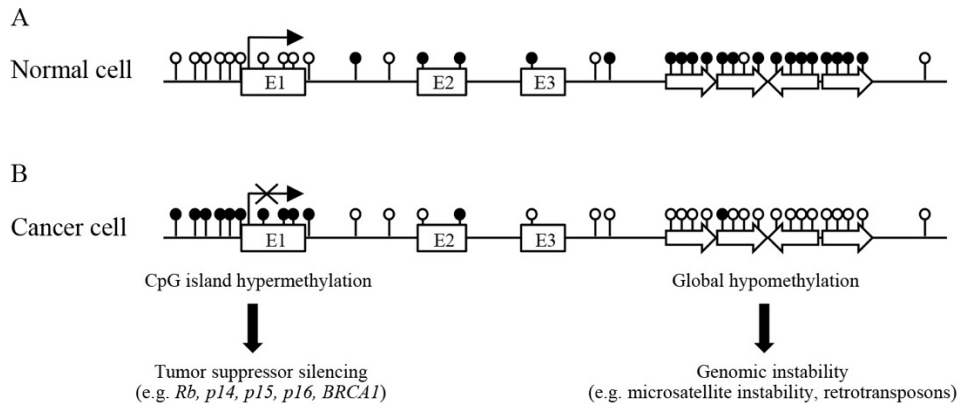 A
Normal cell
E1
E2
E3
B
Cancer cell
E1
E2
E3
CpG island hypermethylation
Global hypomethylation
Tumor suppressor silencing
(e.g. Rb, p14, p15, p16, BRCA1)
Genomic instability
(e.g. microsatellite instability, retrotransposons)